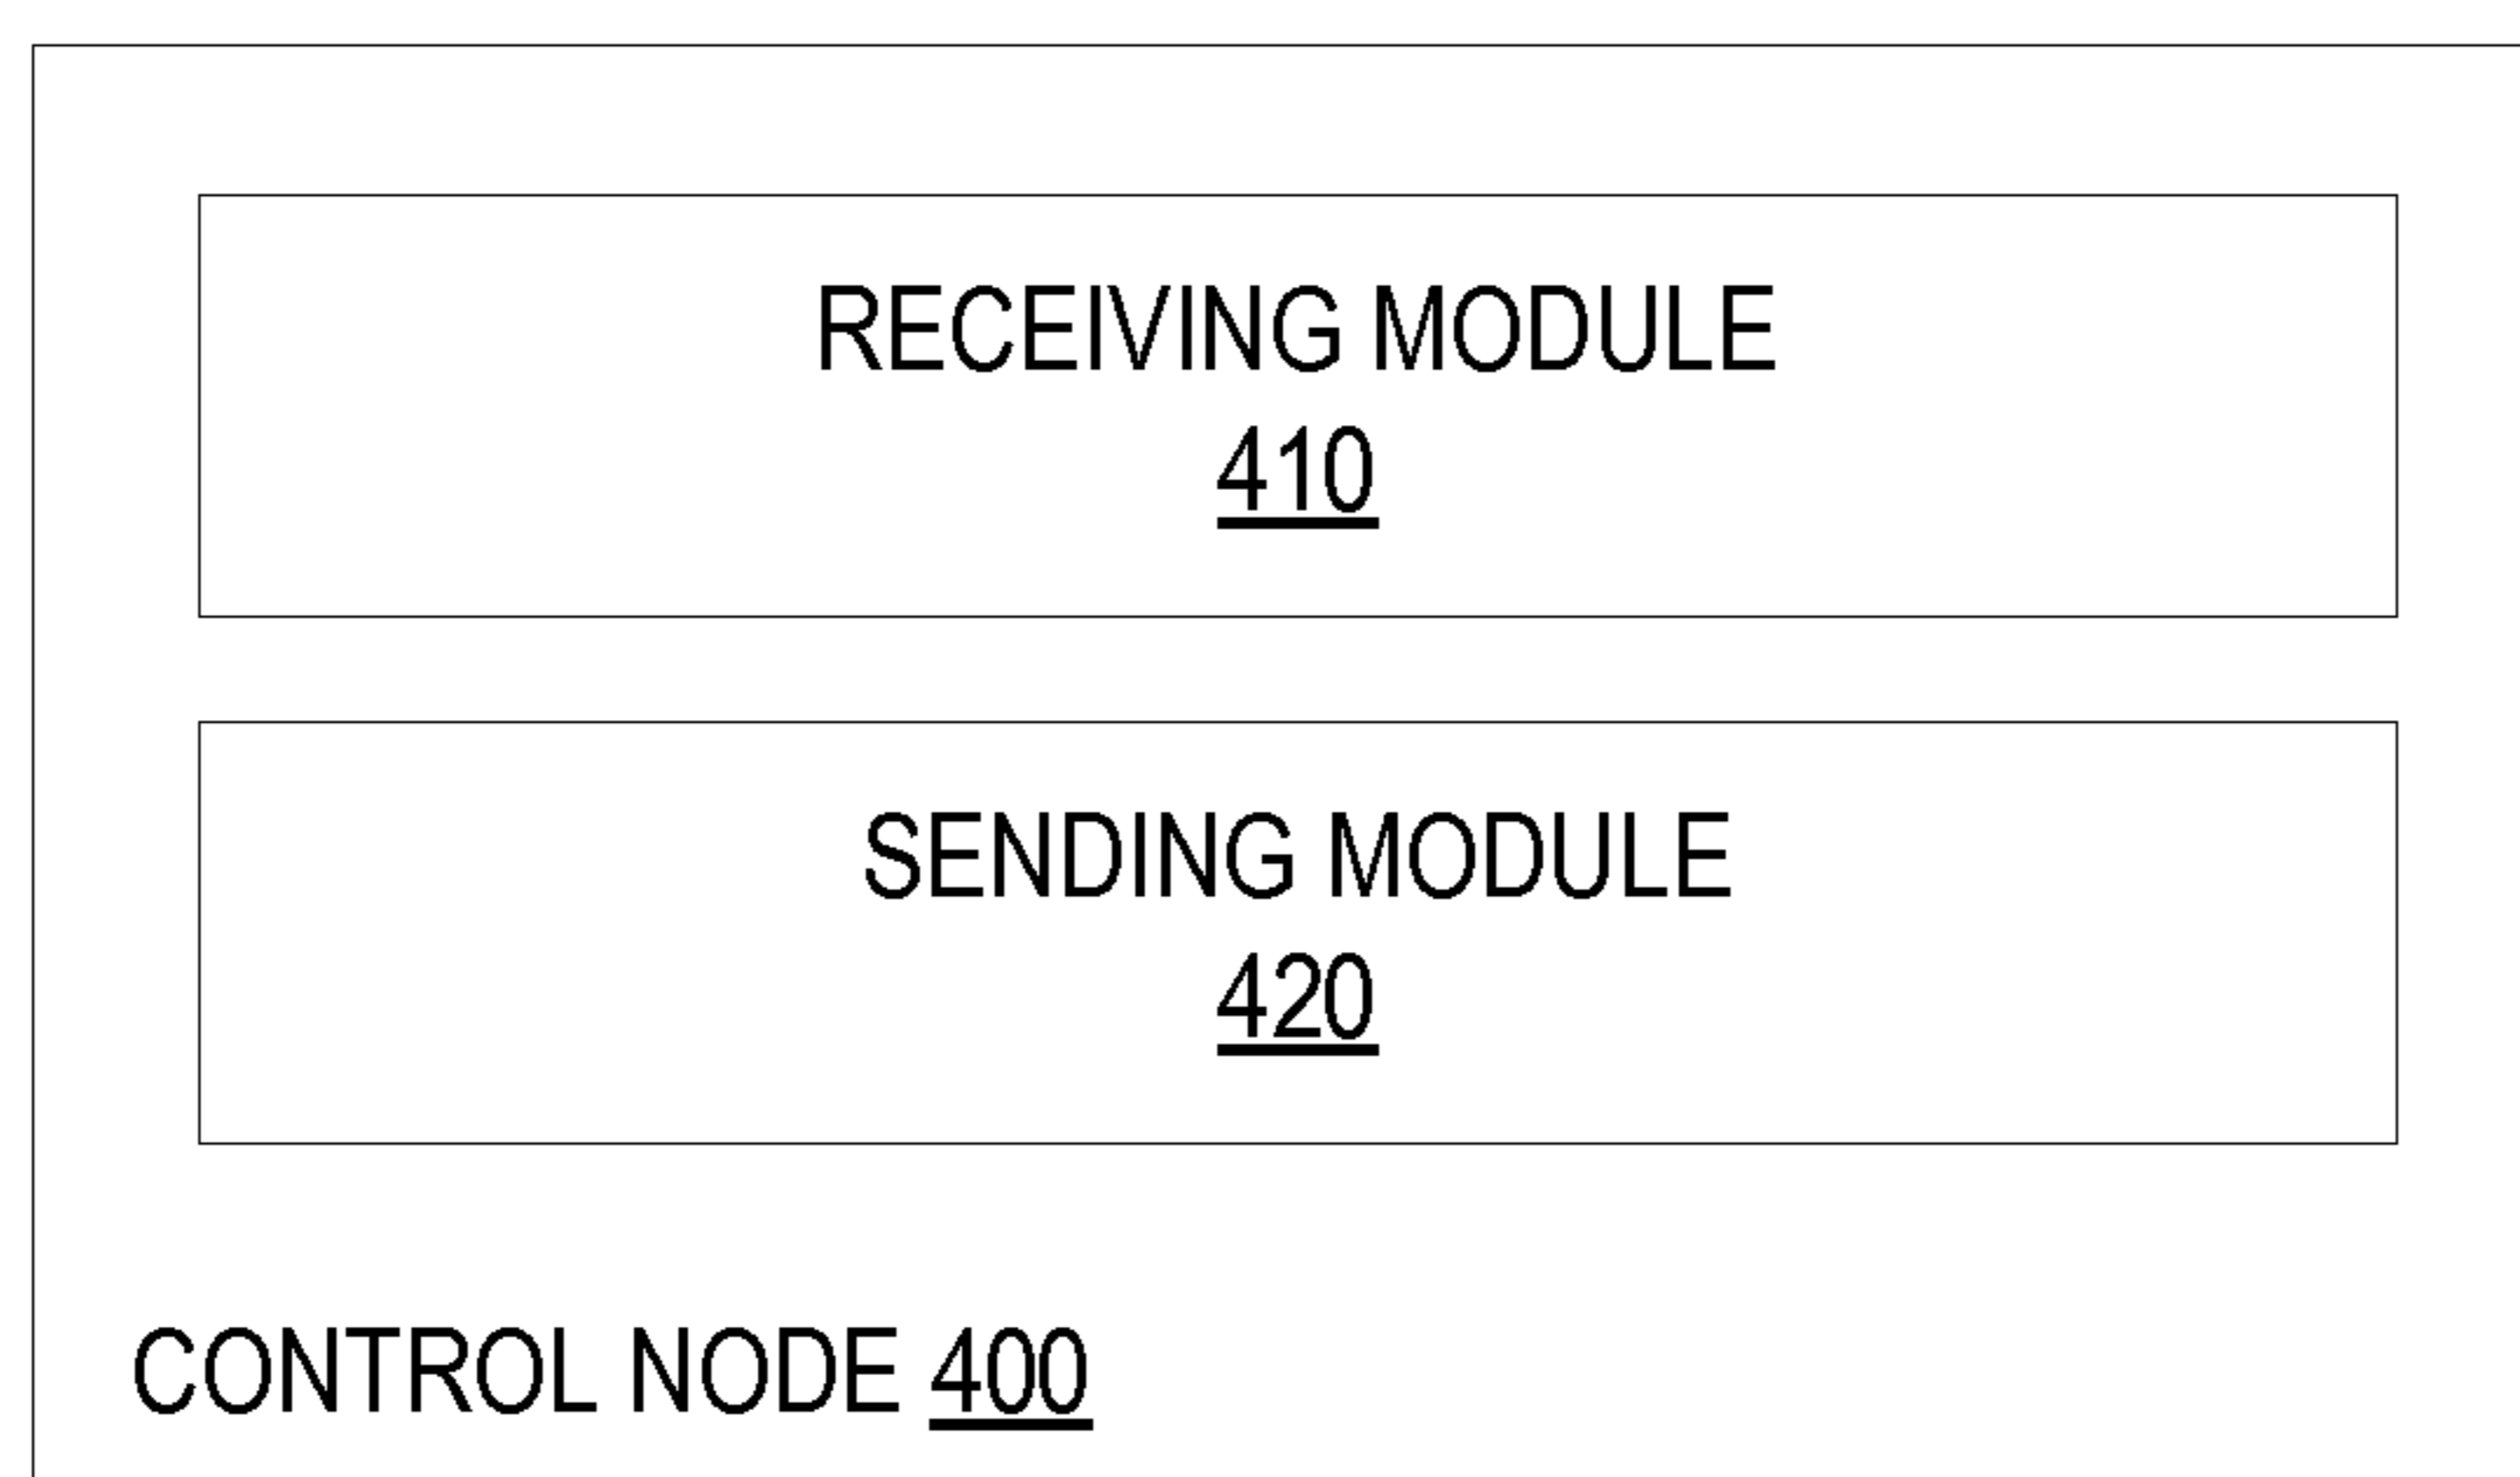 RECEIVING MODULE
410
SENDING MODULE
420
CONTROL NODE 400